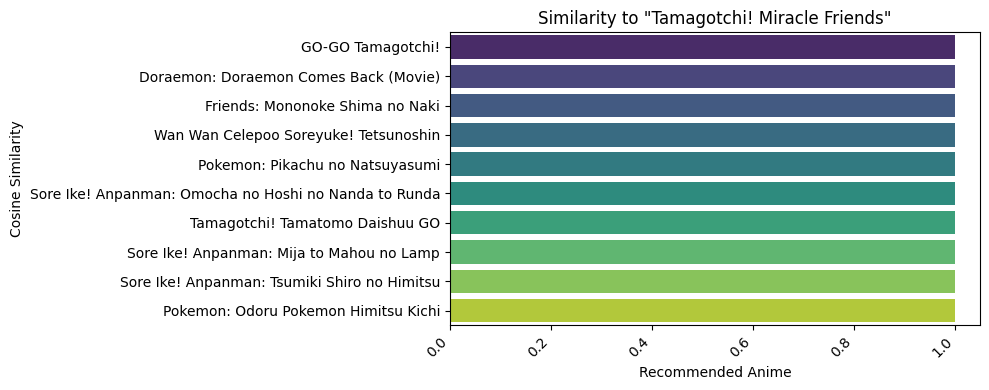 Similarity to "Tamagotchi! Miracle Friends"
GO-GO Tamagotchi!
Doraemon: Doraemon Comes Back (Movie)
Friends: Mononoke Shima no Naki
Wan Wan Celepoo Soreyuke! Tetsunoshin
Pokemon: Pikachu no Natsuyasumi
Sore Ike! Anpanman: Omocha no Hoshi no Nanda to Runda
Tamagotchi! Tamatomo Daishuu GO
Sore Ike! Anpanman: Mija to Mahou no Lamp
Sore Ike! Anpanman: Tsumiki Shiro no Himitsu
Pokemon: Odoru Pokemon Himitsu Kichi
Cosine Similarity
0.0 0.2 0.4 0.6 0.8 1.0
Recommended Anime